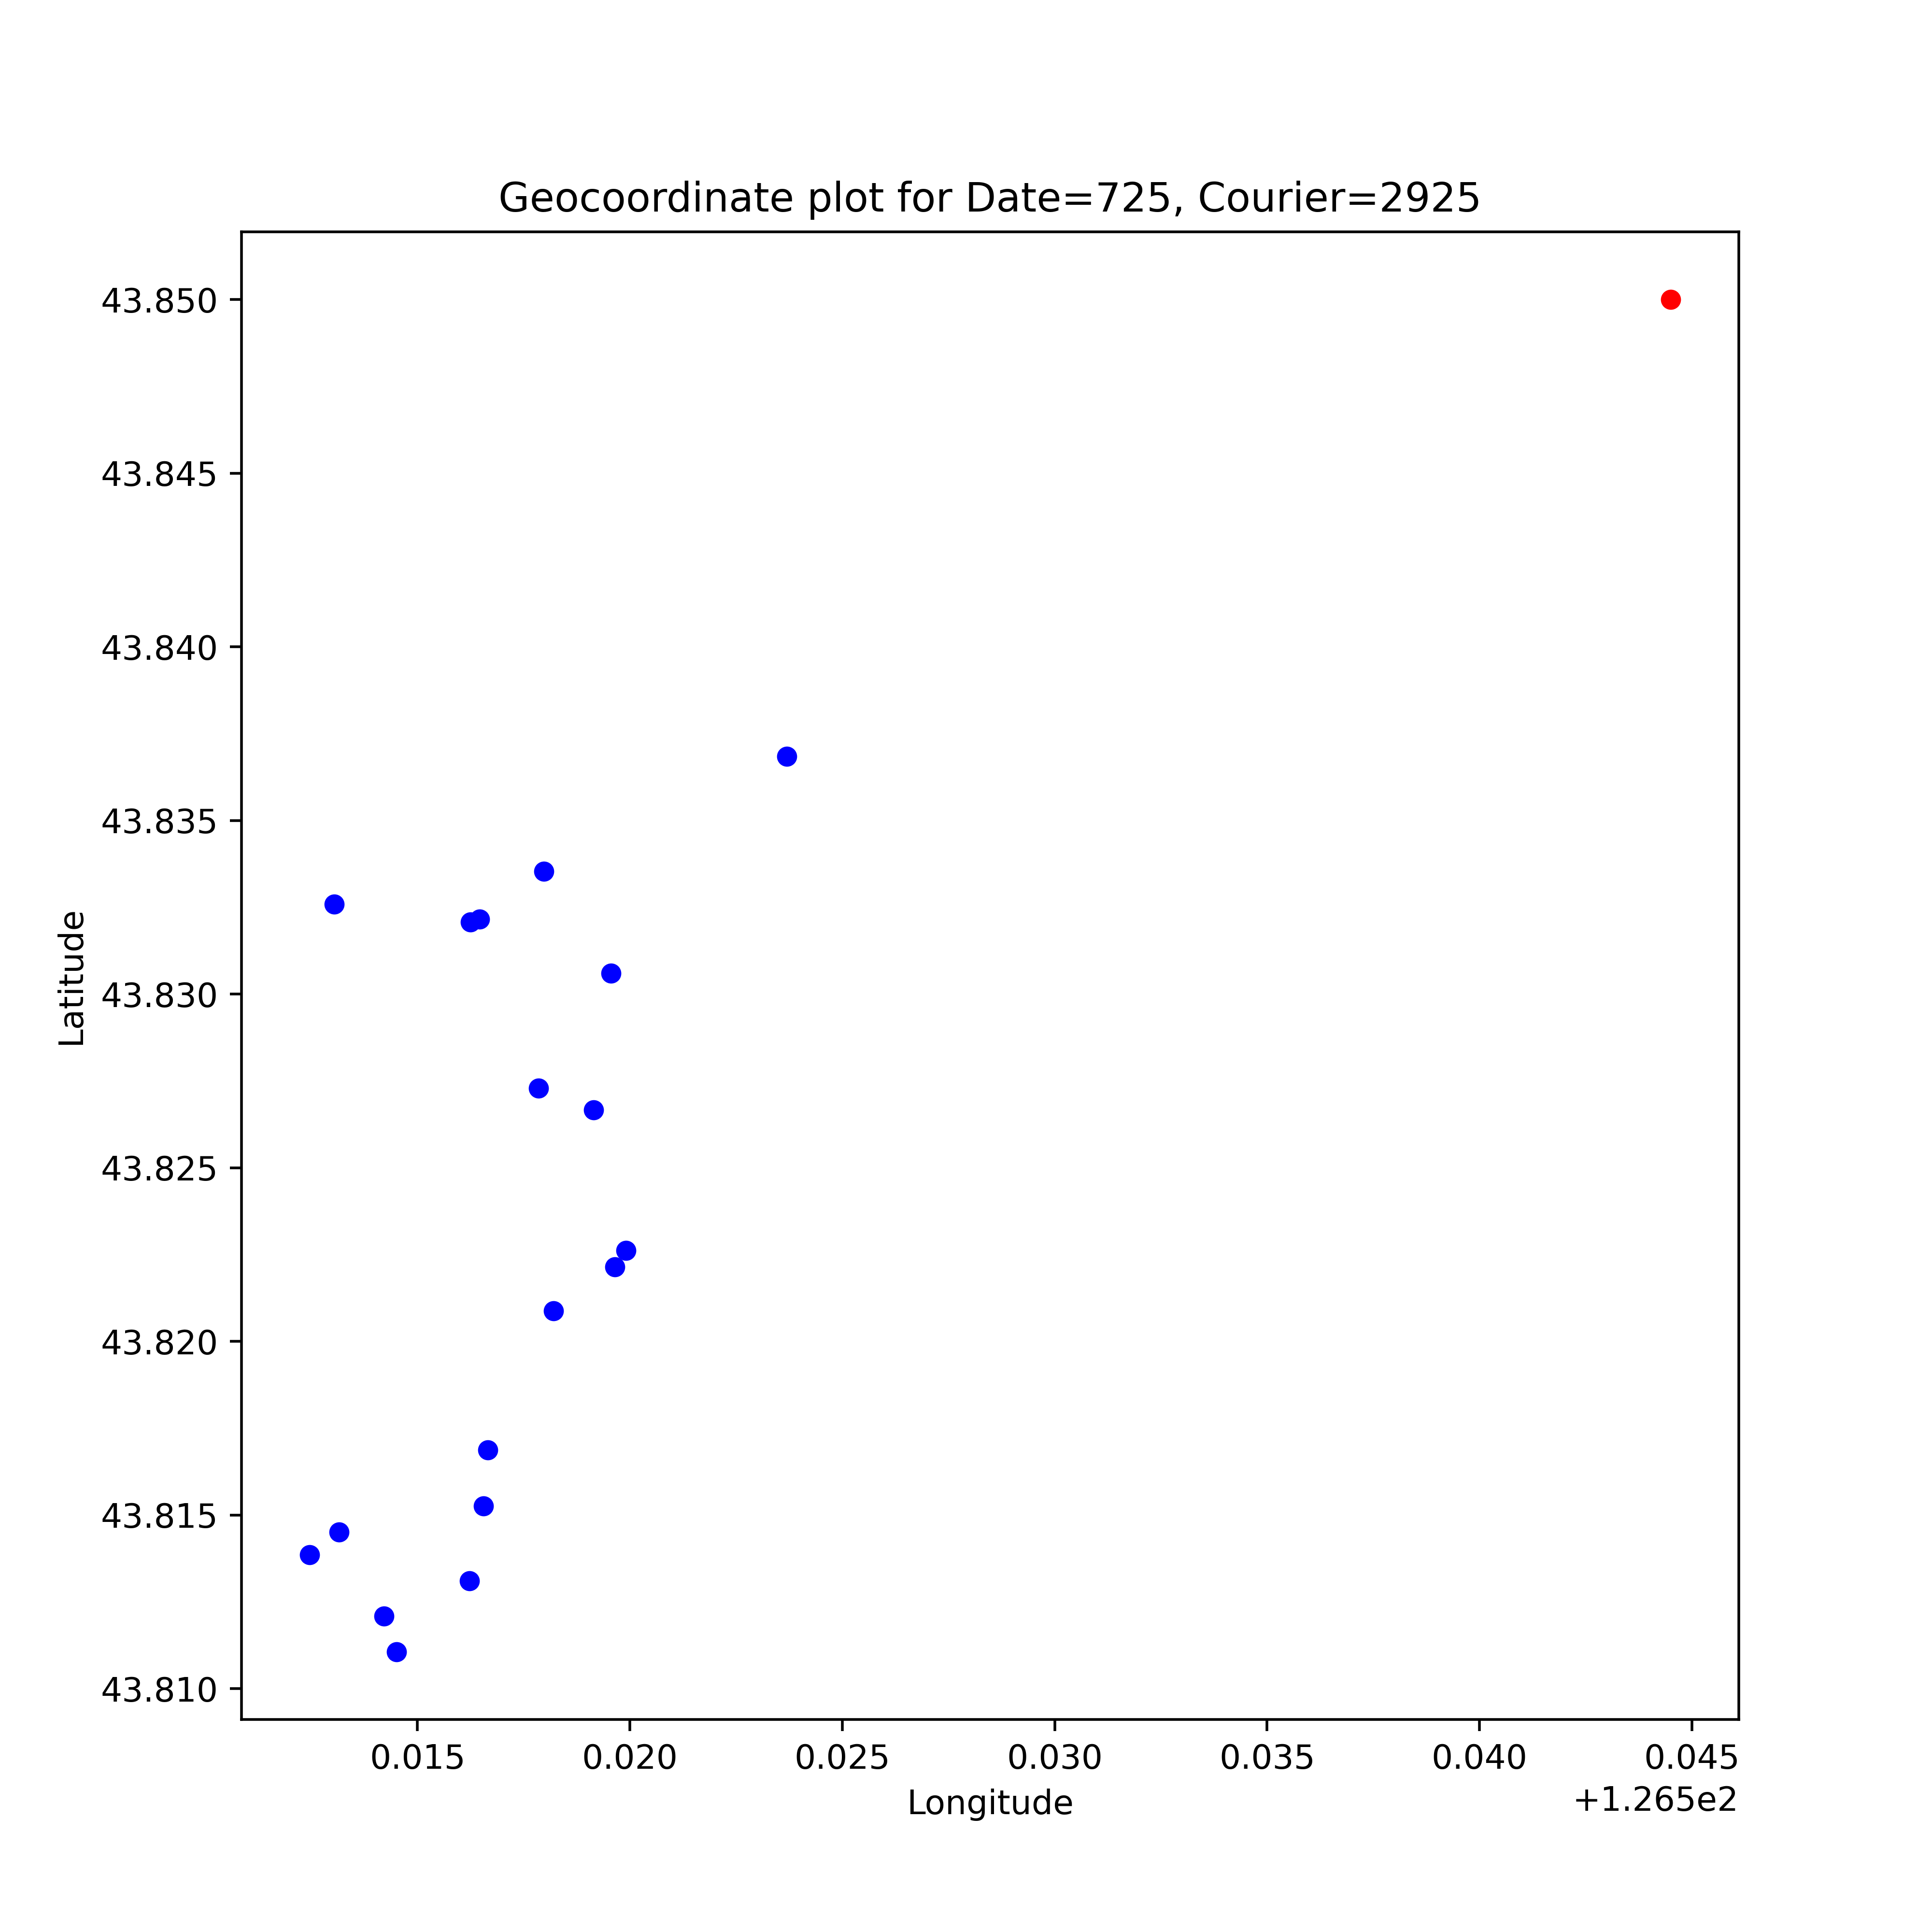 Geocoordinate plot for Date=725, Courier=2925
43.850
43.845
43.840
43.835
43.830
43.825
43.820
43.815
43.810
Latitude
0.015 0.020 0.025 0.030 0.035 0.040 0.045
Longitude
+1.265e2